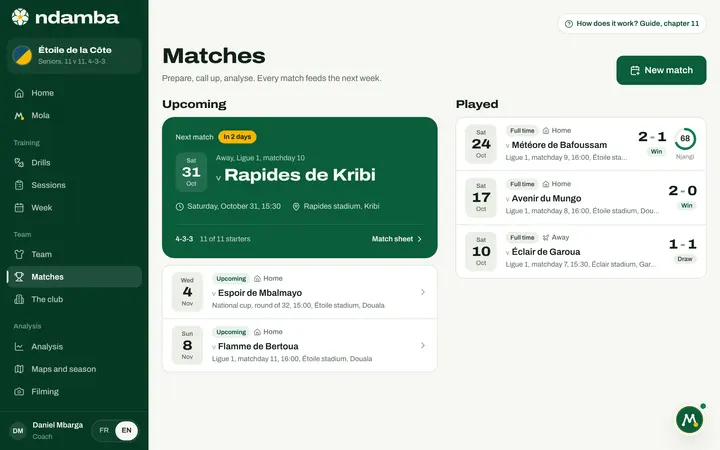 ndamba
Étoile de la Côte
Seniors, 11 v 11, 4-3-3
Home
Mola
Training
Drills
Sessions
Week
Team
Team
Matches
The club
Analysis
Analysis
Maps and season
Filming
DM
Daniel Mbarga
Coach
FR
EN
How does it work? Guide, chapter 11
Matches
Prepare, call up, analyse. Every match feeds the next week.
New match
Upcoming
Next match
In 2 days
Sat
31
Oct
Away, Ligue 1, matchday 10
v Rapides de Kribi
Saturday, October 31, 15:30
Rapides stadium, Kribi
4-3-3
11 of 11 starters
Match sheet
Wed
4
Nov
Upcoming
Home
v Espoir de Mbalmayo
National cup, round of 32, 15:00, Étoile stadium, Douala
Sun
8
Nov
Upcoming
Home
v Flamme de Bertoua
Ligue 1, matchday 11, 16:00, Étoile stadium, Douala
Played
Sat
24
Oct
Full time
Home
v Météore de Bafoussam
Ligue 1, matchday 9, 16:00, Étoile sta...
2 - 1
Win
68
Njangi
Sat
17
Oct
Full time
Home
v Avenir du Mungo
Ligue 1, matchday 8, 16:00, Étoile stadium, Dou...
2 - 0
Win
Sat
10
Oct
Full time
Away
v Éclair de Garoua
Ligue 1, matchday 7, 15:30, Éclair stadium, Gar...
1 - 1
Draw